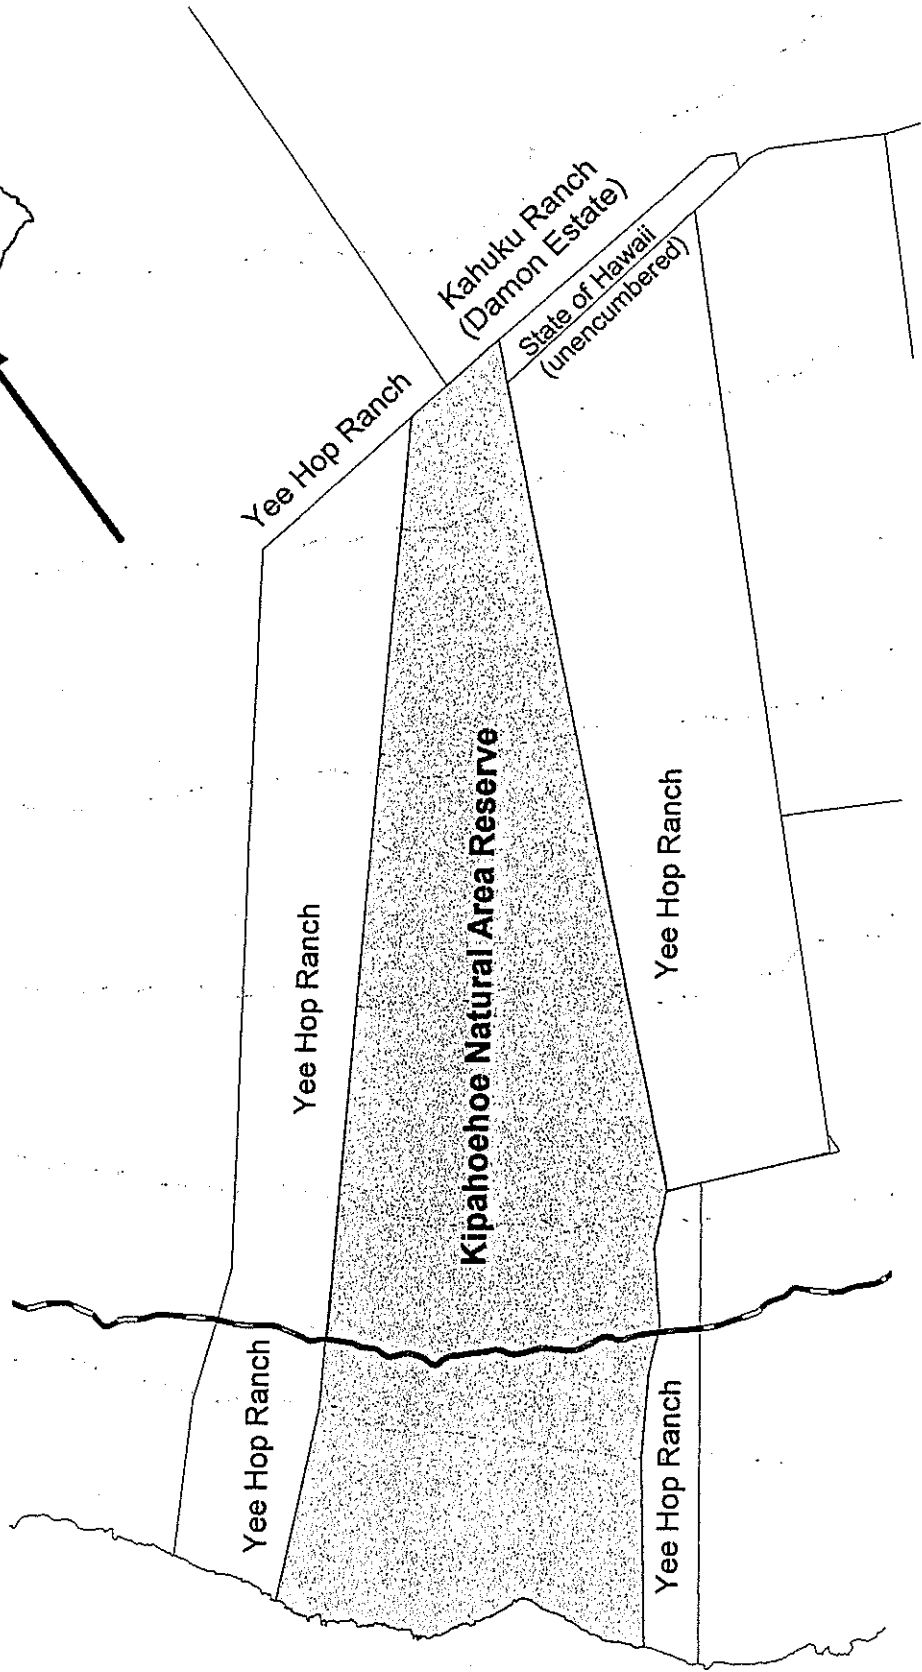 Yee Hop Ranch
Kahuku Ranch
(Damon Estate)
State of Hawaii
(unencumbered)
Yee Hop Ranch
Kipahoehoe Natural Area Reserve
Yee Hop Ranch
Yee Hop Ranch
Yee Hop Ranch